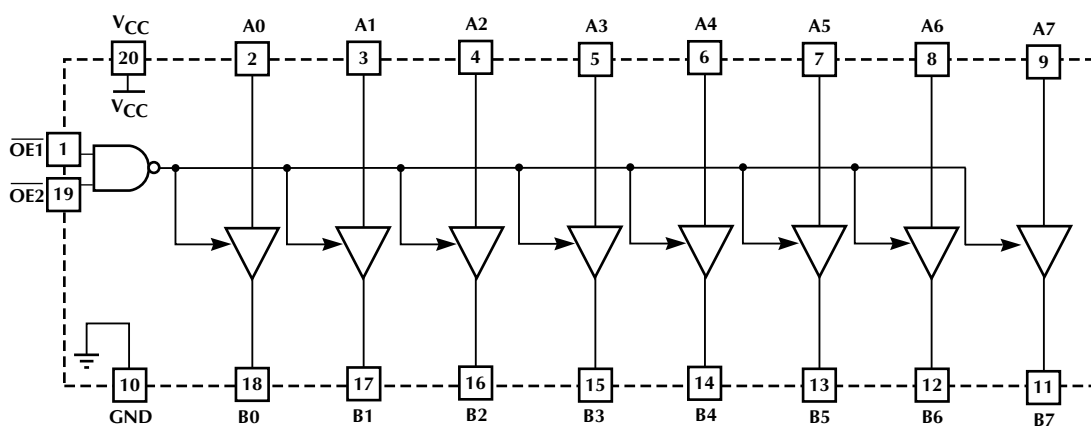 VCC A0 A1 A2 A3 A4 A5 A6 A7
20 2 3 4 5 6 7 8 9
VCC
OE1 1
OE2 19
10 18 17 16 15 14 13 12 11
GND B0 B1 B2 B3 B4 B5 B6 B7